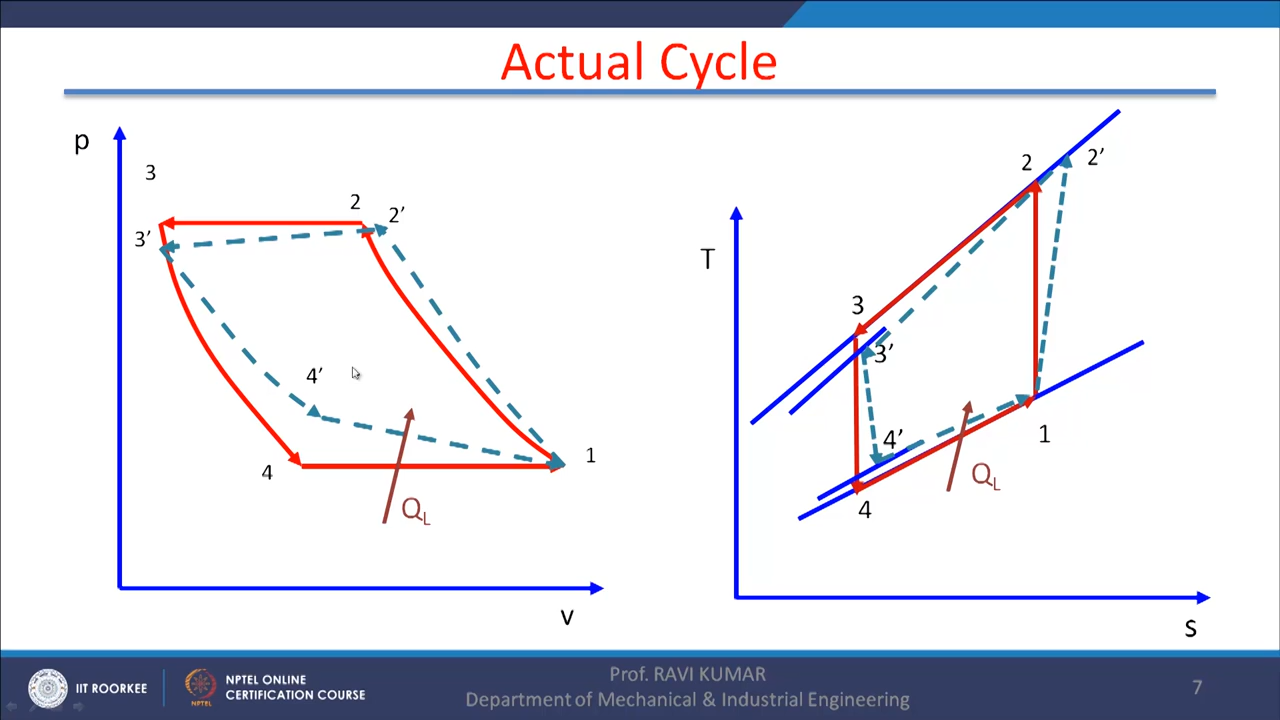 Actual Cycle
p
3
2
2’
3’
4’
4
1
QL
v
T
2
2’
3
3’
4’
1
4
QL
s
IIT ROORKEE
NPTEL
NPTEL ONLINE
CERTIFICATION COURSE
Prof. RAVI KUMAR
Department of Mechanical & Industrial Engineering
7